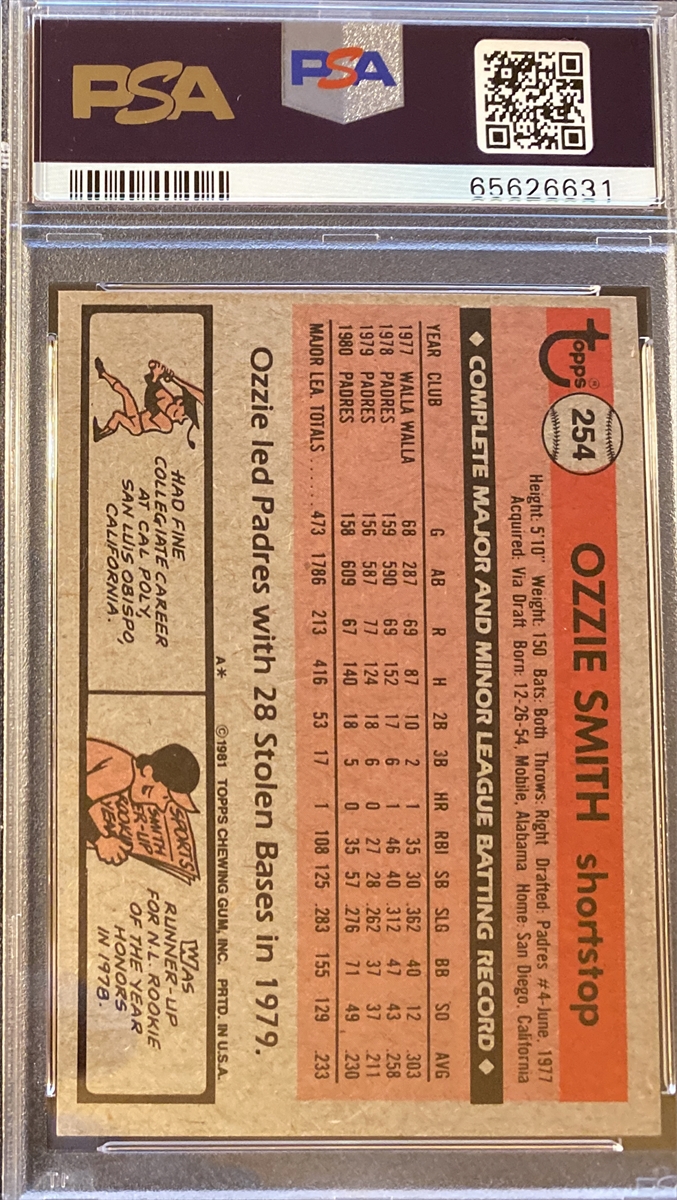 PSA
PSA
65626631
topps®
254
OZZIE SMITH shortstop
Height: 5'10" Weight: 150 Bats: Both Throws: Right Drafted: Padres #4-June, 1977
Acquired: Via Draft Born: 12-26-54, Mobile, Alabama Home: San Diego, California
◆ COMPLETE MAJOR AND MINOR LEAGUE BATTING RECORD ◆
YEAR CLUB G AB R H 2B 3B HR RBI SB SLG BB SO AVG
1977 WALLA WALLA 68 287 69 87 10 2 1 35 30 .362 40 12 .303
1978 PADRES 159 590 69 152 17 6 1 46 40 .312 47 43 .258
1979 PADRES 156 587 77 124 18 6 0 27 28 .262 37 37 .211
1980 PADRES 158 609 67 140 18 5 0 35 57 .276 71 49 .230
MAJOR LEA. TOTALS ...... 473 1786 213 416 53 17 1 108 125 .283 155 129 .233
Ozzie led Padres with 28 Stolen Bases in 1979.
A* ©1981 TOPPS CHEWING GUM, INC. PRTD. IN U.S.A.
HAD FINE
COLLEGIATE CAREER
AT CAL POLY,
SAN LUIS OBISPO,
CALIFORNIA.
SPORTS
SMITH
ER-UP
ROOKIE
YEAR
WAS
RUNNER-UP
FOR N.L. ROOKIE
OF THE YEAR
HONORS
IN 1978.